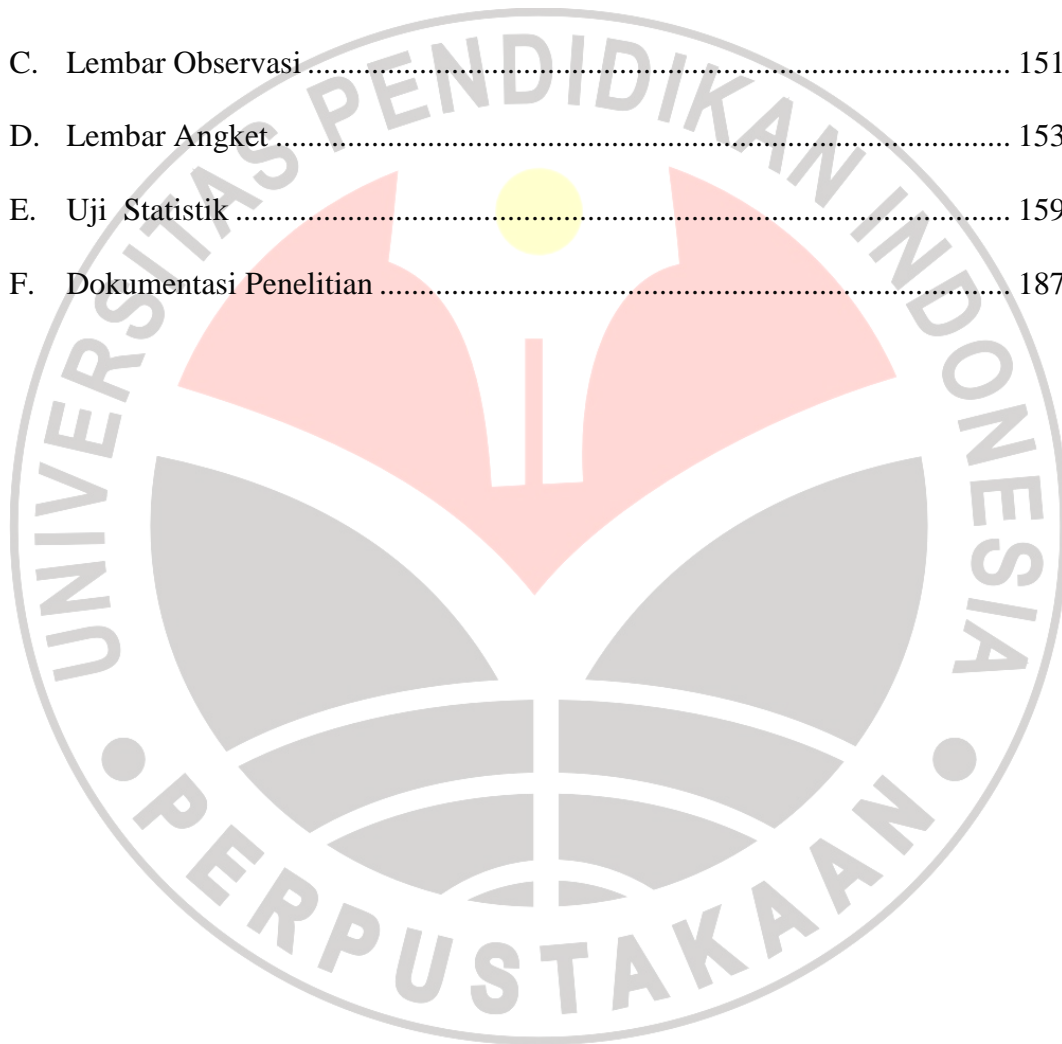 C. Lembar Observasi ........................................................................................ 151
D. Lembar Angket ............................................................................................ 153
E. Uji  Statistik ................................................................................................. 159
F. Dokumentasi Penelitian ............................................................................... 187
UNIVERSITAS PENDIDIKAN INDONESIA
PERPUSTAKAAN